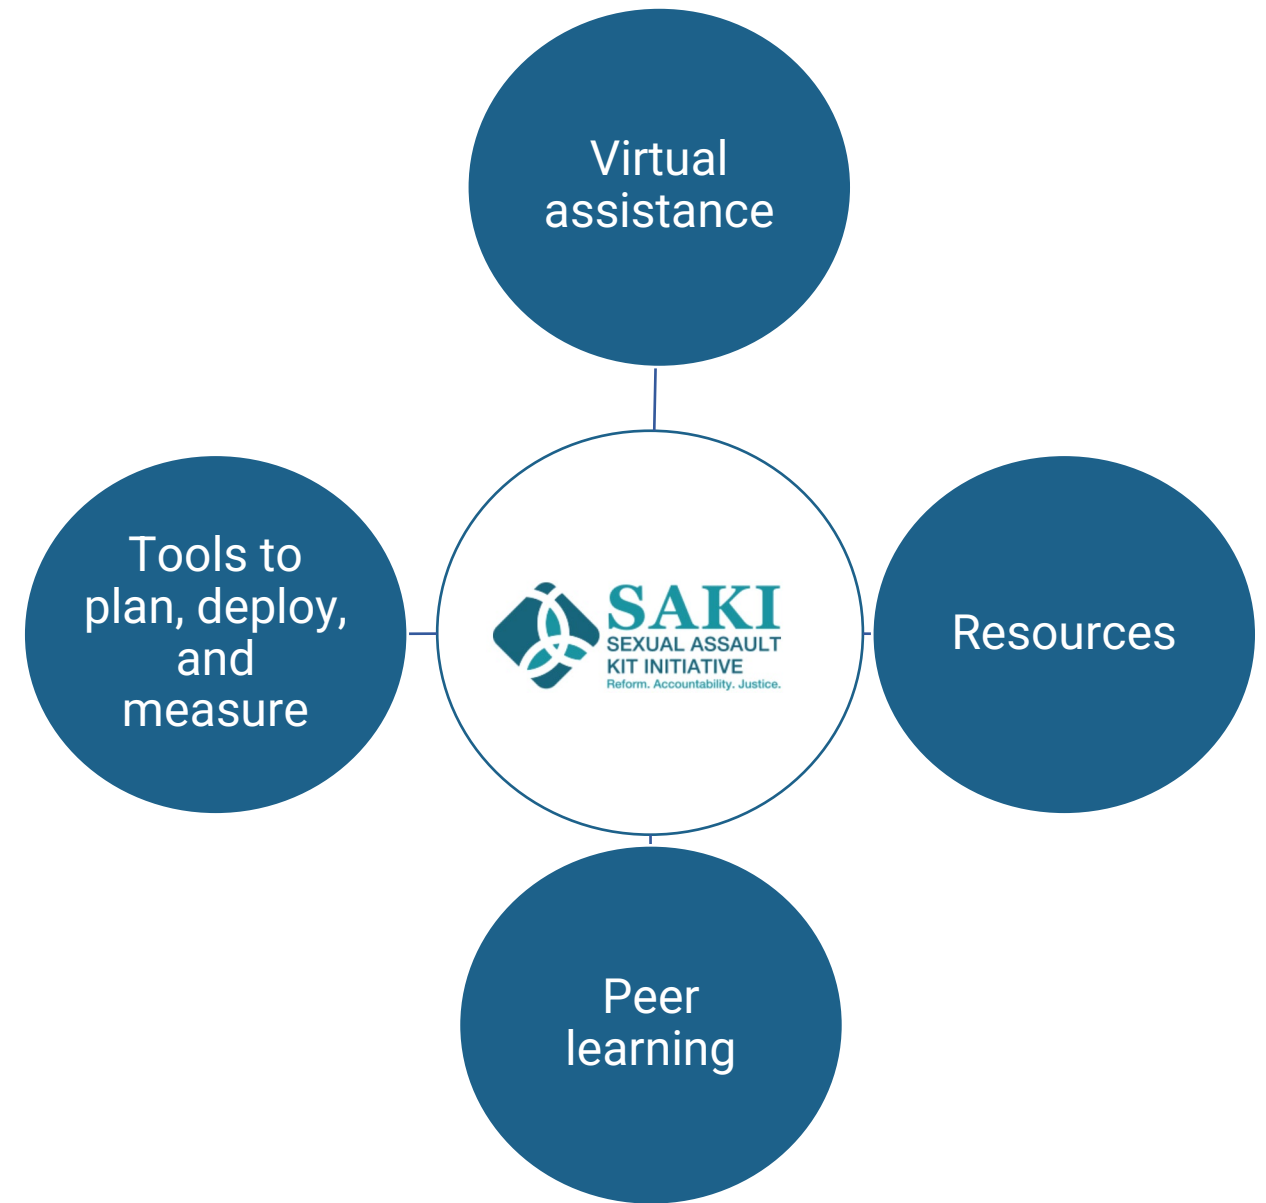 Virtual
assistance
Tools to
plan, deploy,
and
measure
SAKI
SEXUAL ASSAULT
KIT INITIATIVE
Reform. Accountability. Justice.
Resources
Peer
learning